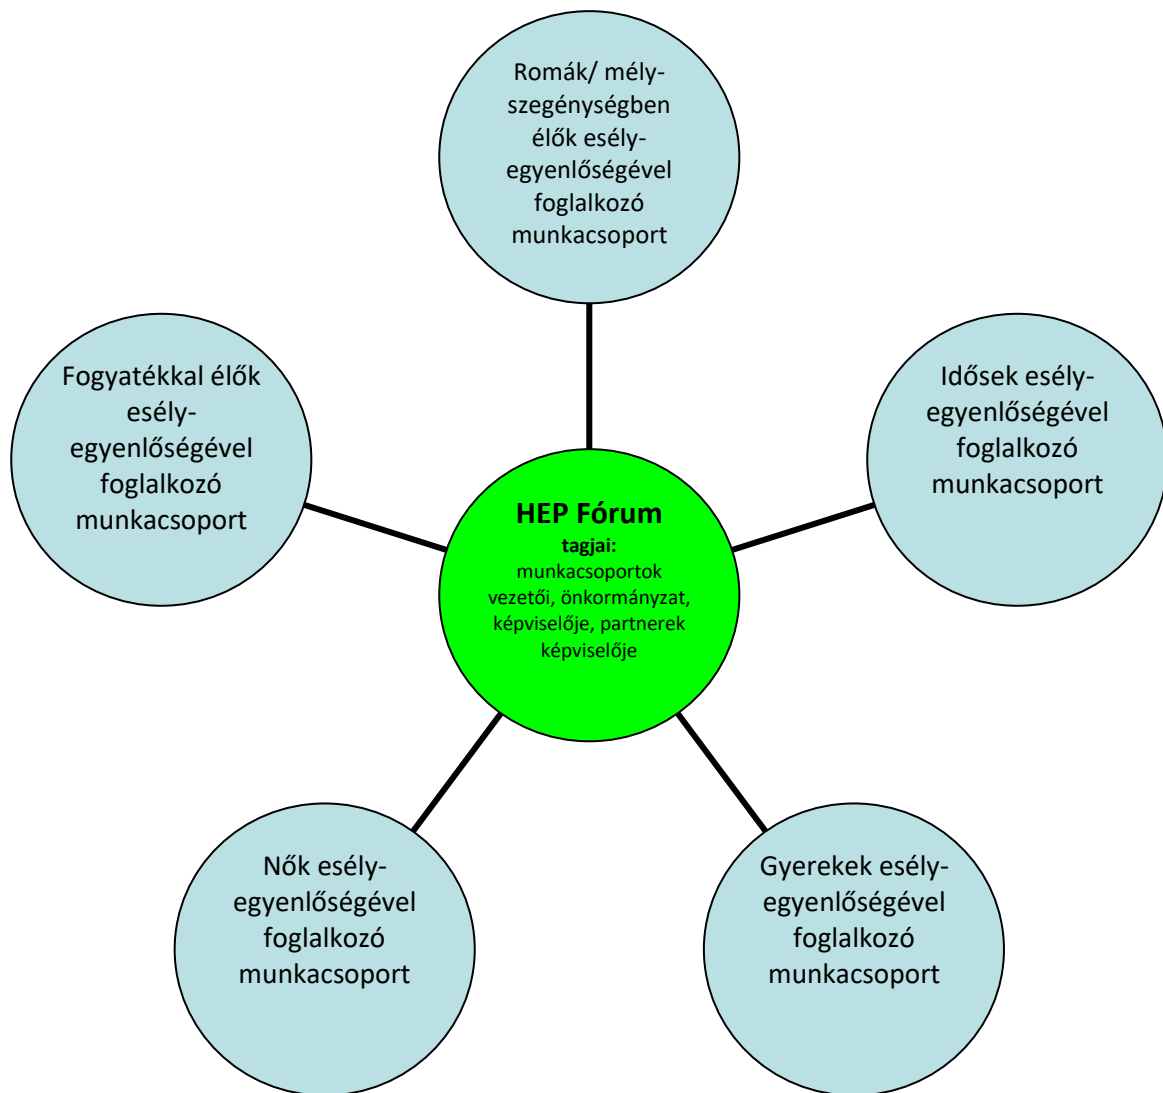 Romák/ mély-
szegénységben
élők esély-
egyenlőségével
foglalkozó
munkacsoport
Fogyatékkal élők
esély-
egyenlőségével
foglalkozó
munkacsoport
Idősek esély-
egyenlőségével
foglalkozó
munkacsoport
HEP Fórum
tagjai:
munkacsoportok
vezetői, önkormányzat,
képviselője, partnerek
képviselője
Nők esély-
egyenlőségével
foglalkozó
munkacsoport
Gyerekek esély-
egyenlőségével
foglalkozó
munkacsoport